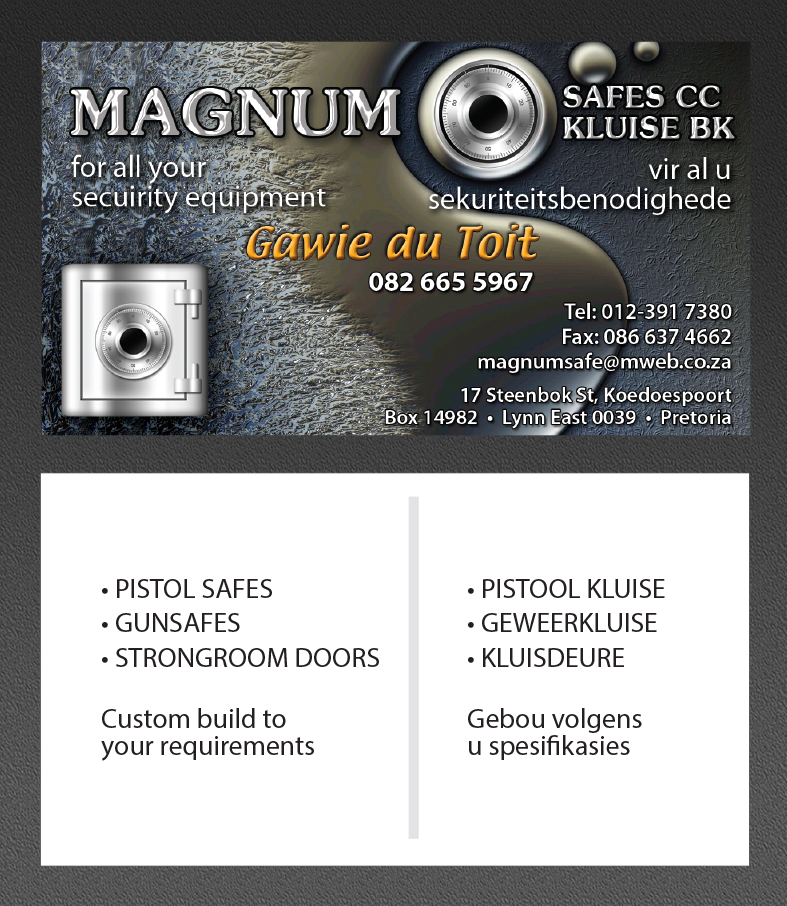 MAGNUM
SAFES CC
KLUISE BK
for all your
secuirity equipment
vir al u
sekuriteitsbenodighede
Gawie du Toit
082 665 5967
Tel: 012-391 7380
Fax: 086 637 4662
magnumsafe@mweb.co.za
17 Steenbok St, Koedoespoort
Box 14982 • Lynn East 0039 • Pretoria
• PISTOL SAFES
• GUNSAFES
• STRONGROOM DOORS
Custom build to
your requirements
• PISTOOL KLUISE
• GEWEERKLUISE
• KLUISDEURE
Gebou volgens
u spesifikasies